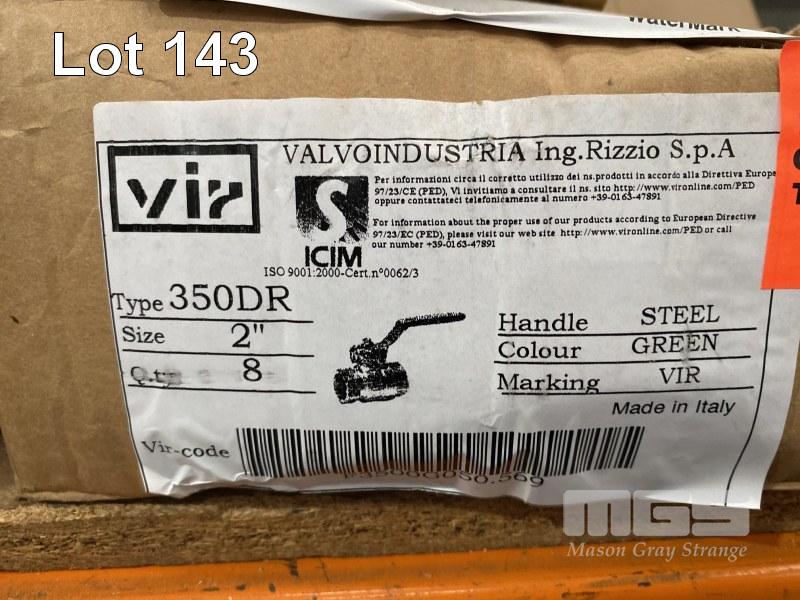 WaterMark
Lot 143
vir
VALVOINDUSTRIA Ing.Rizzio S.p.A
S
ICIM
Per informazioni circa il corretto utilizzo dei ns.prodotti in accordo alla Direttiva Europe
97/23/CE (PED), Vi invitiamo a consultare il ns. sito http://www.vironline.com/PED
oppure contattateci telefonicamente al numero +39-0163-47891
For information about the proper use of our products according to European Directive
97/23/EC (PED), please visit our web site http://www.vironline.com/PED or call
our number +39-0163-47891
ISO 9001:2000-Cert.n°0062/3
Type 350DR
Size 2"
Q.ty 8
Handle STEEL
Colour GREEN
Marking VIR
Made in Italy
Vir-code
MGS
Mason Gray Strange